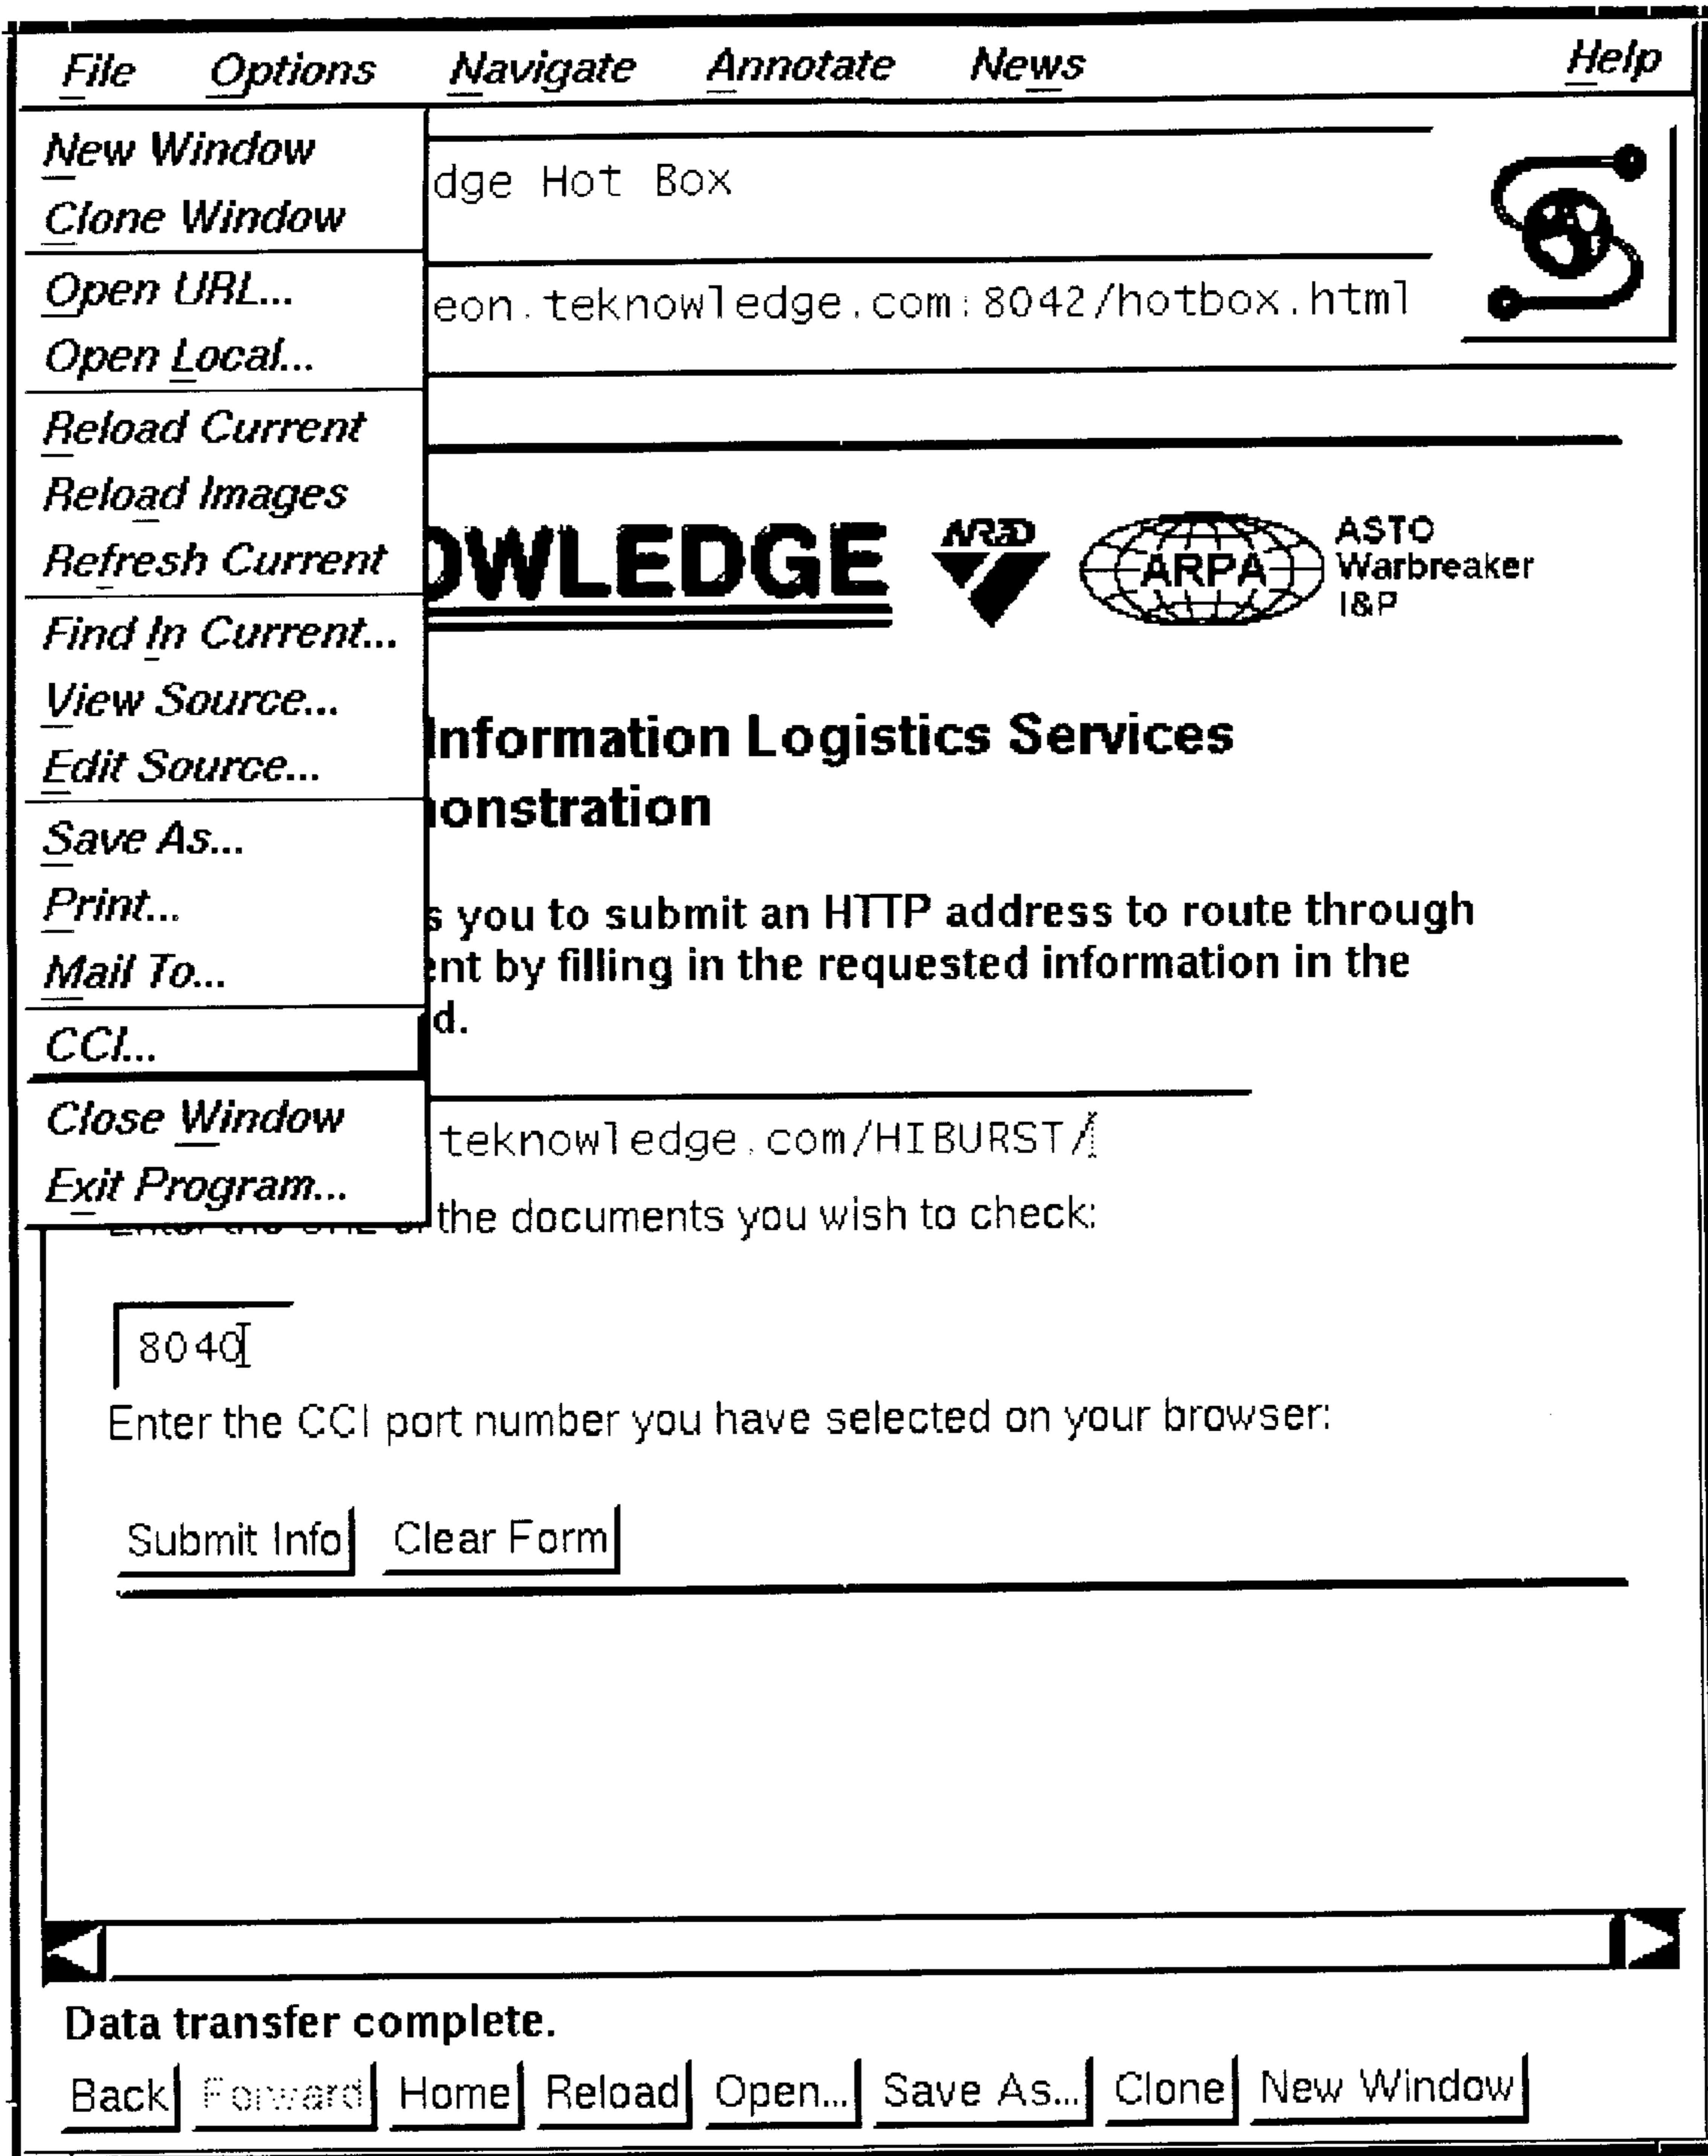 File Options Navigate Annotate News Help
New Window
Clone Window
Open URL...
Open Local...
Reload Current
Reload Images
Refresh Current
Find In Current...
View Source...
Edit Source...
Save As...
Print...
Mail To...
CCI...
Close Window
Exit Program...
dge Hot Box
eon.teknowledge.com:8042/hotbox.html
OWLEDGE
ARPA
ASTO
Warbreaker
I&P
Information Logistics Services
onstration
s you to submit an HTTP address to route through
ent by filling in the requested information in the
d.
teknowledge.com/HIBURST/
the documents you wish to check:
8040
Enter the CCI port number you have selected on your browser:
Submit Info Clear Form
Data transfer complete.
Back Forward Home Reload Open... Save As... Clone New Window